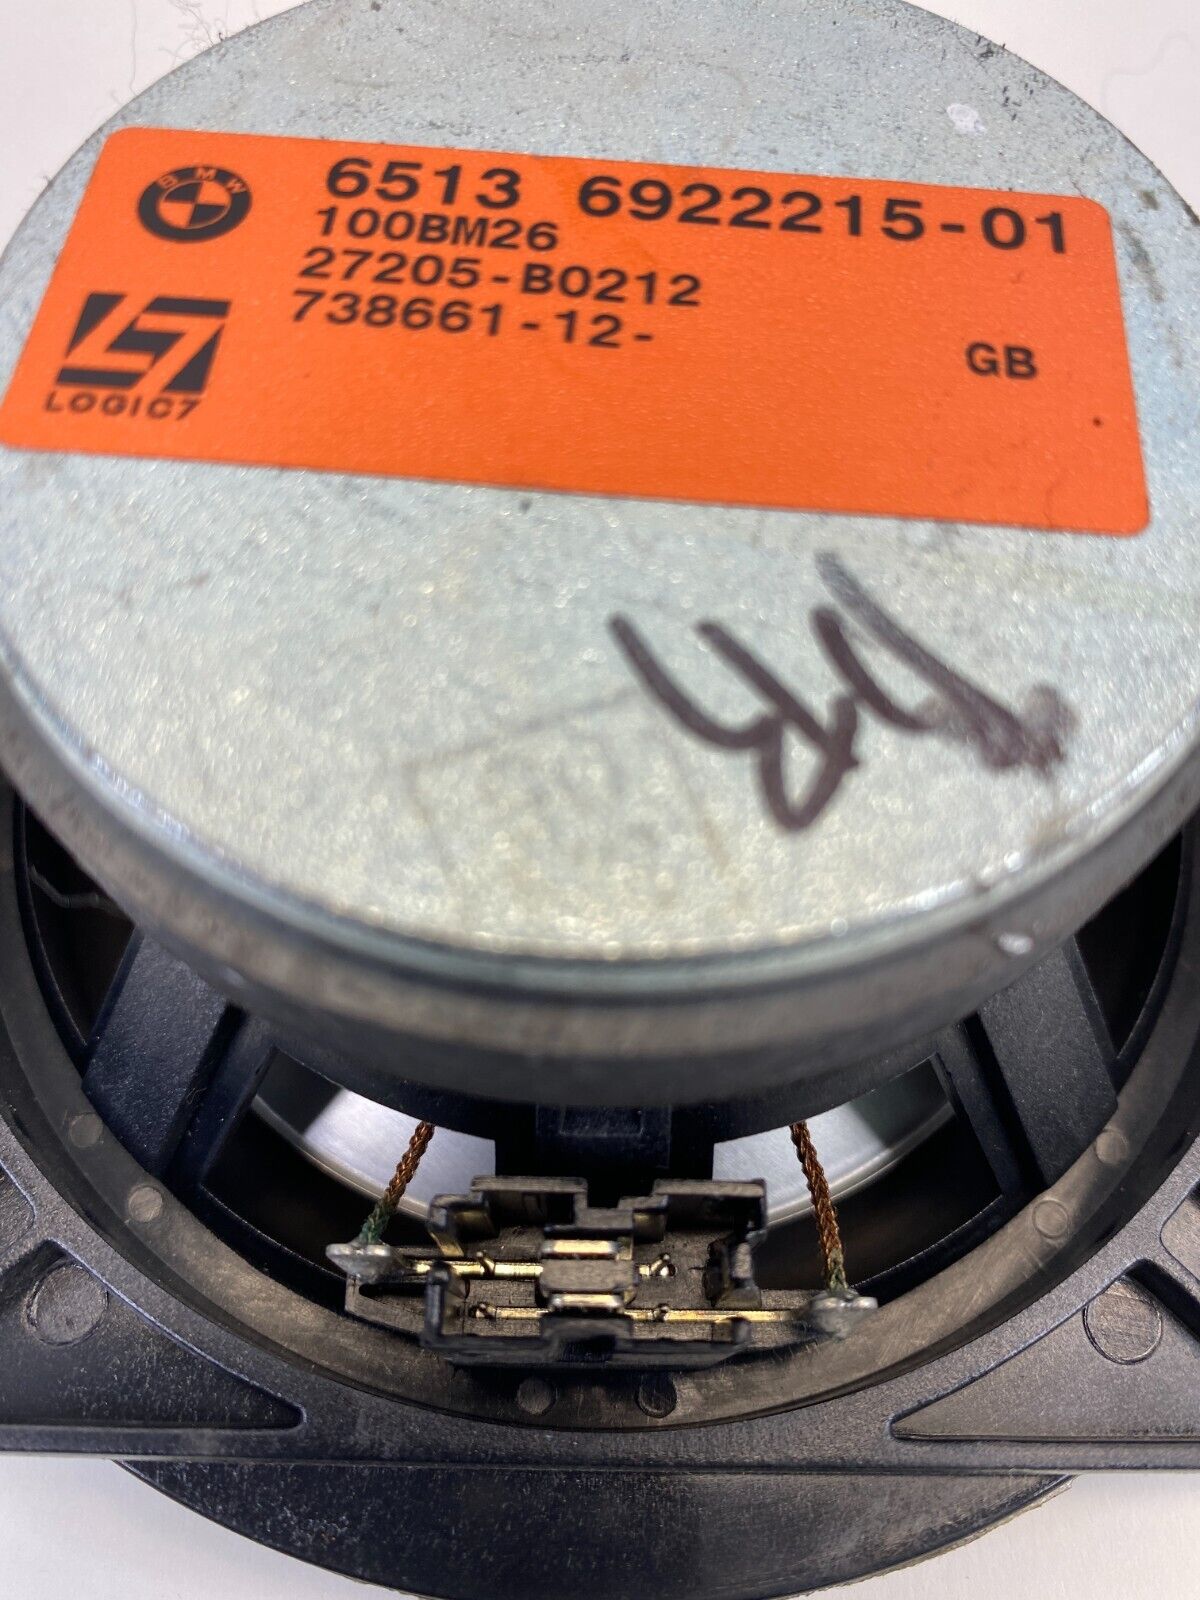 BMW
6513 6922215-01
100BM26
27205-B0212
738661-12-
GB
LOGIC7